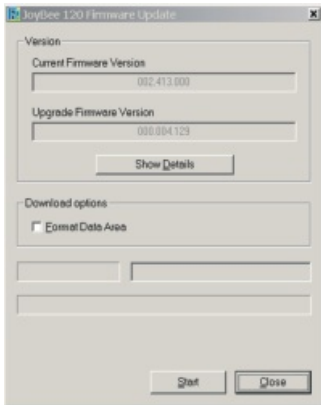 JoyBee 120 Firmware Update
Version
Current Firmware Version
002.413.000
Upgrade Firmware Version
000.004.129
Show Details
Download options
Format Data Area
Start
Close